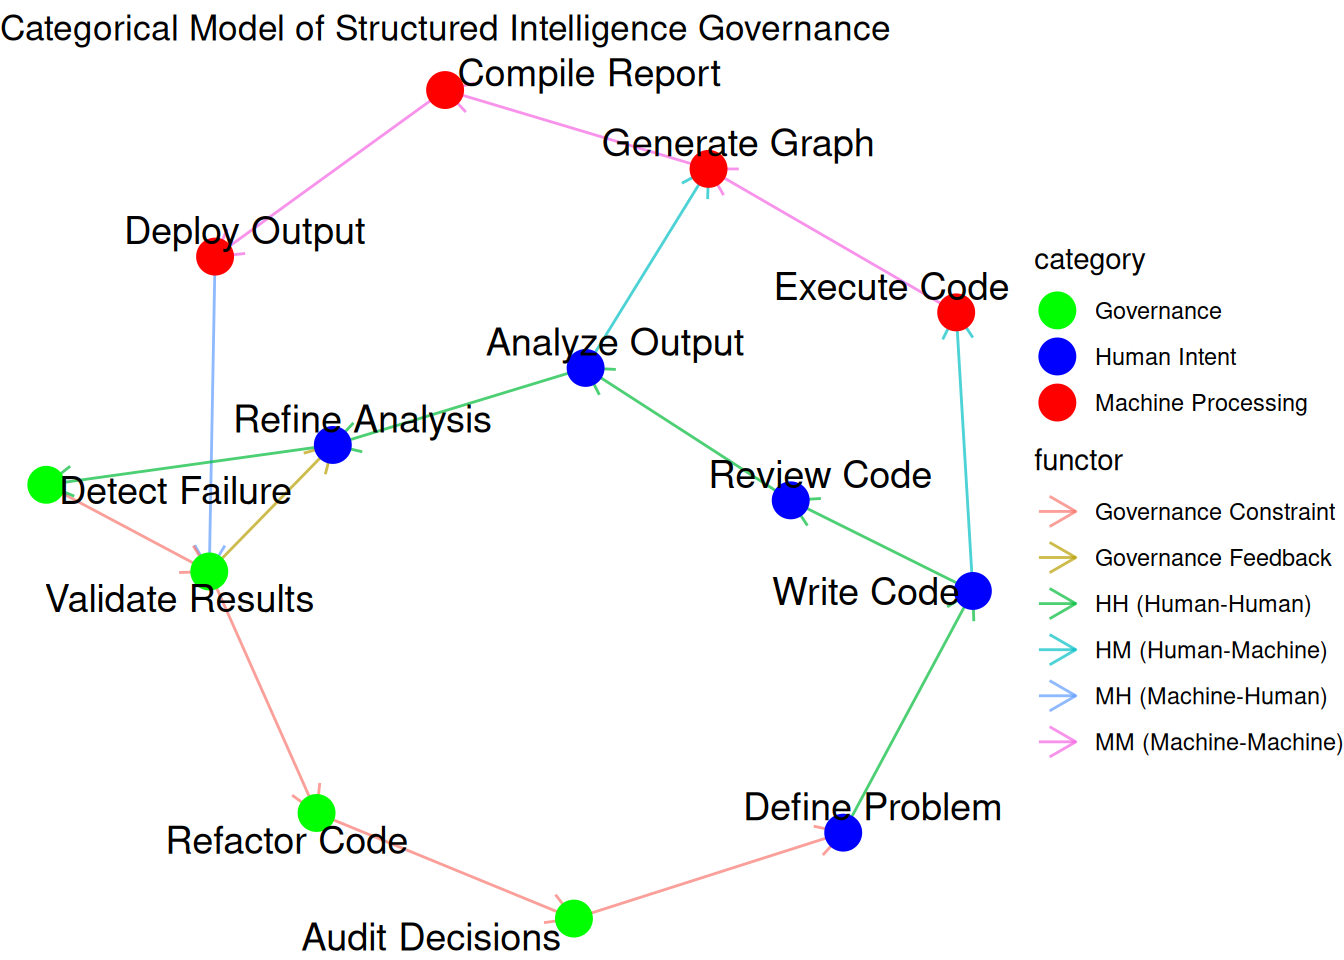 Categorical Model of Structured Intelligence Governance
Compile Report
Generate Graph
Deploy Output
Execute Code
Analyze Output
Refine Analysis
Review Code
Detect Failure
Validate Results
Write Code
Define Problem
Refactor Code
Audit Decisions
category
Governance
Human Intent
Machine Processing
functor
Governance Constraint
Governance Feedback
HH (Human-Human)
HM (Human-Machine)
MH (Machine-Human)
MM (Machine-Machine)